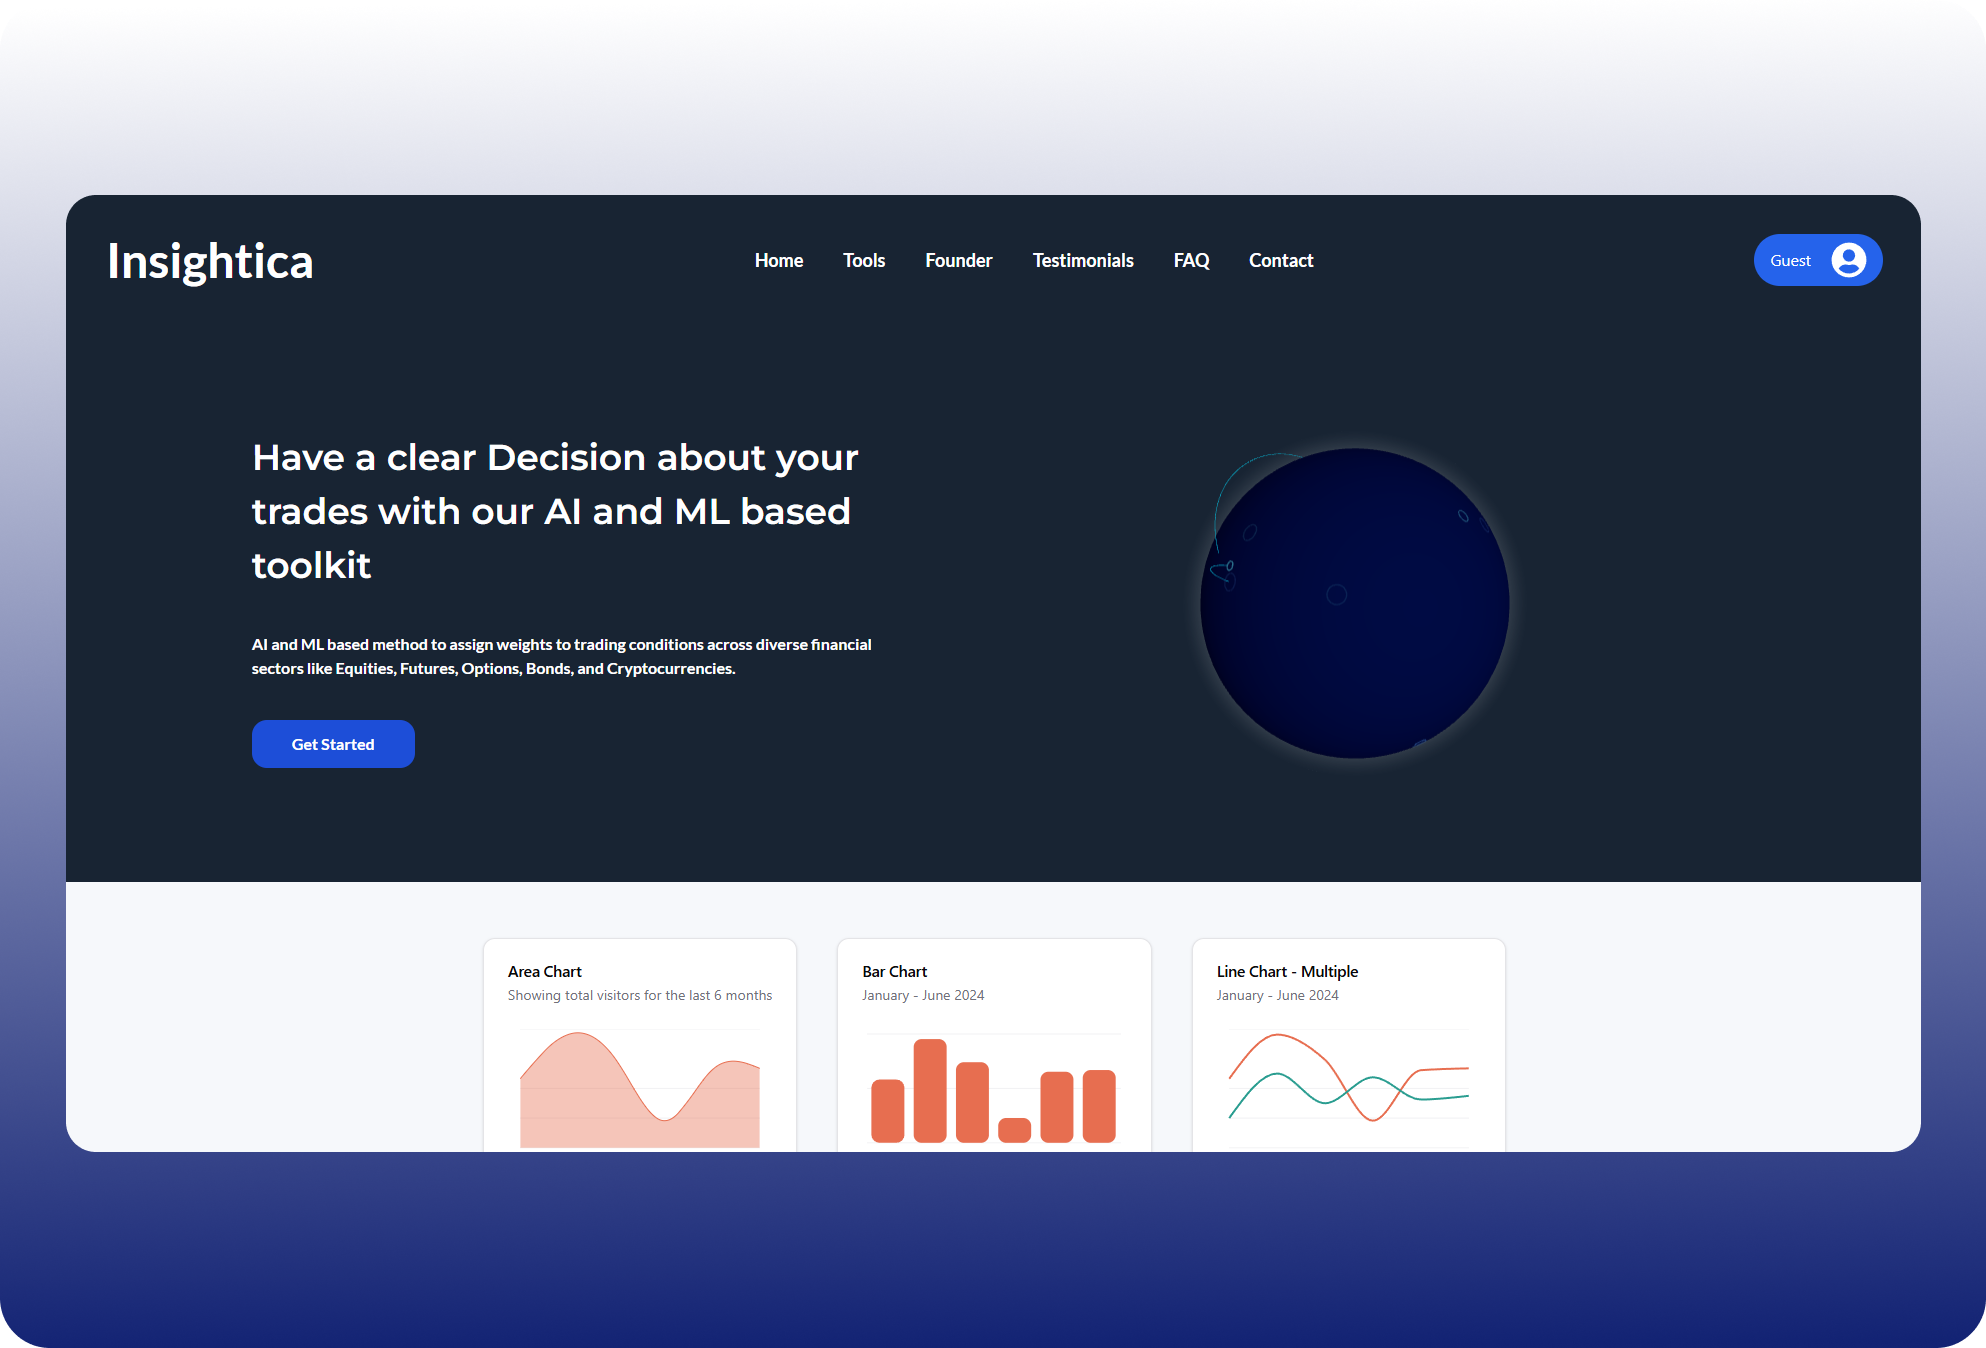 Insightica
Home Tools Founder Testimonials FAQ Contact
Guest
Have a clear Decision about your
trades with our AI and ML based
toolkit
AI and ML based method to assign weights to trading conditions across diverse financial
sectors like Equities, Futures, Options, Bonds, and Cryptocurrencies.
Get Started
Area Chart
Showing total visitors for the last 6 months
Bar Chart
January - June 2024
Line Chart - Multiple
January - June 2024